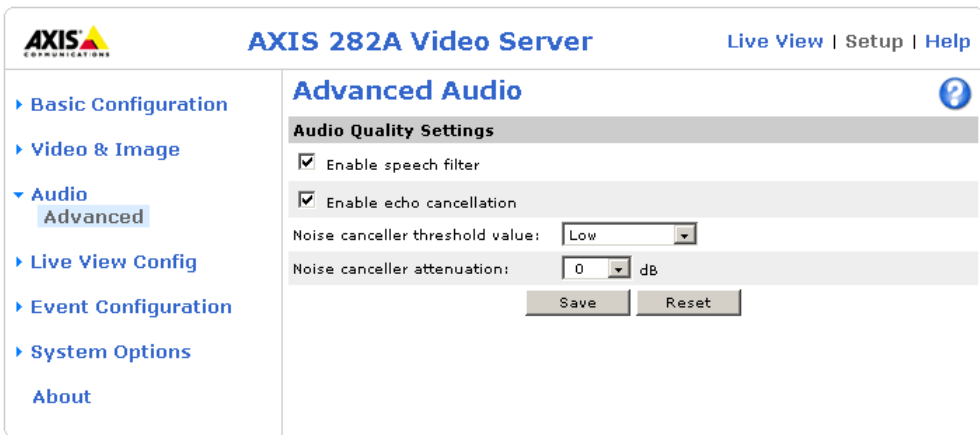 AXIS
COMMUNICATIONS
AXIS 282A Video Server
Live View | Setup | Help
Basic Configuration
Video & Image
Audio
Advanced
Live View Config
Event Configuration
System Options
About
Advanced Audio
?
Audio Quality Settings
Enable speech filter
Enable echo cancellation
Noise canceller threshold value: Low
Noise canceller attenuation: 0 dB
Save Reset